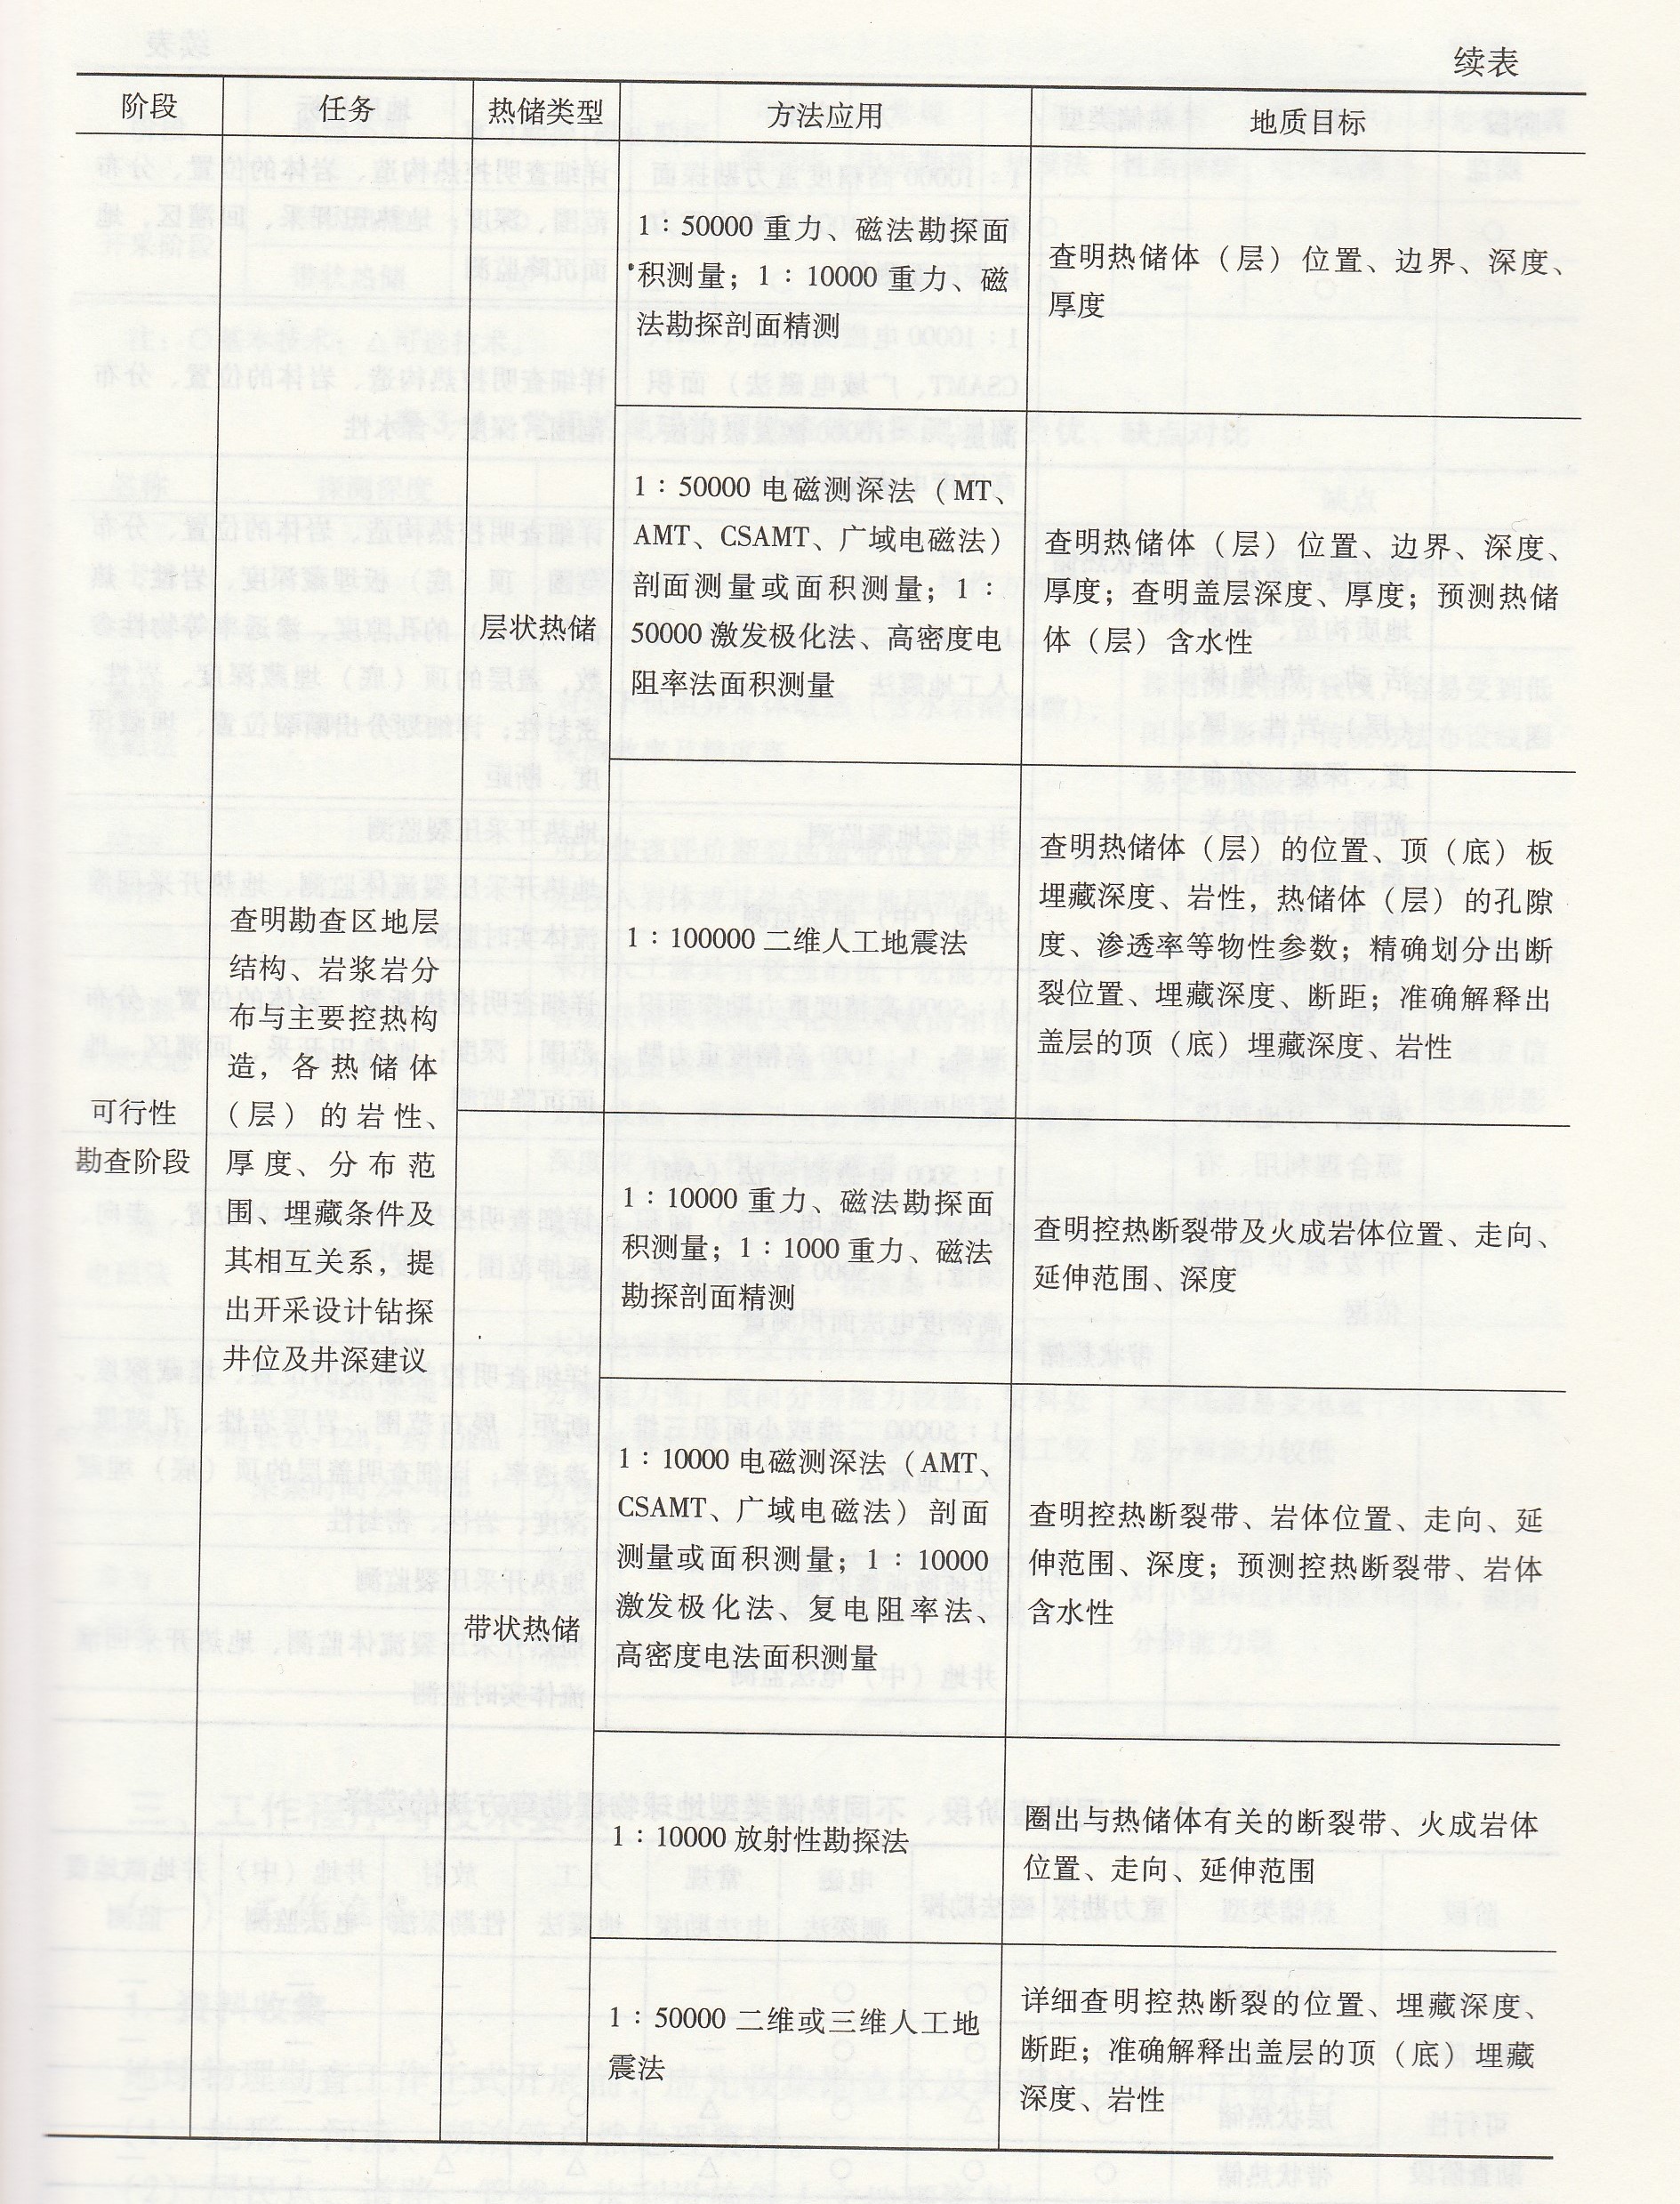 续表
阶段 任务 热储类型 方法应用 地质目标
可行性
勘查阶段
查明勘查区地层
结构、岩浆岩分
布与主要控热构
造，各热储体
（层）的岩性、
厚度、分布范
围、埋藏条件及
其相互关系，提
出开采设计钻探
井位及井深建议
层状热储
1：50000 重力、磁法勘探面
积测量；1：10000 重力、磁
法勘探剖面精测
查明热储体（层）位置、边界、深度、
厚度
1：50000 电磁测深法（MT、
AMT、CSAMT、广域电磁法）
剖面测量或面积测量；1：
50000 激发极化法、高密度电
阻率法面积测量
查明热储体（层）位置、边界、深度、
厚度；查明盖层深度、厚度；预测热储
体（层）含水性
1：100000 二维人工地震法
查明热储体（层）的位置、顶（底）板
埋藏深度、岩性，热储体（层）的孔隙
度、渗透率等物性参数；精确划分出断
裂位置、埋藏深度、断距；准确解释出
盖层的顶（底）埋藏深度、岩性
带状热储
1：10000 重力、磁法勘探面
积测量；1：1000 重力、磁法
勘探剖面精测
查明控热断裂带及火成岩体位置、走向、
延伸范围、深度
1：10000 电磁测深法（AMT、
CSAMT、广域电磁法）剖面
测量或面积测量；1：10000
激发极化法、复电阻率法、
高密度电法面积测量
查明控热断裂带、岩体位置、走向、延
伸范围、深度；预测控热断裂带、岩体
含水性
1：10000 放射性勘探法
圈出与热储体有关的断裂带、火成岩体
位置、走向、延伸范围
1：50000 二维或三维人工地
震法
详细查明控热断裂的位置、埋藏深度、
断距；准确解释出盖层的顶（底）埋藏
深度、岩性